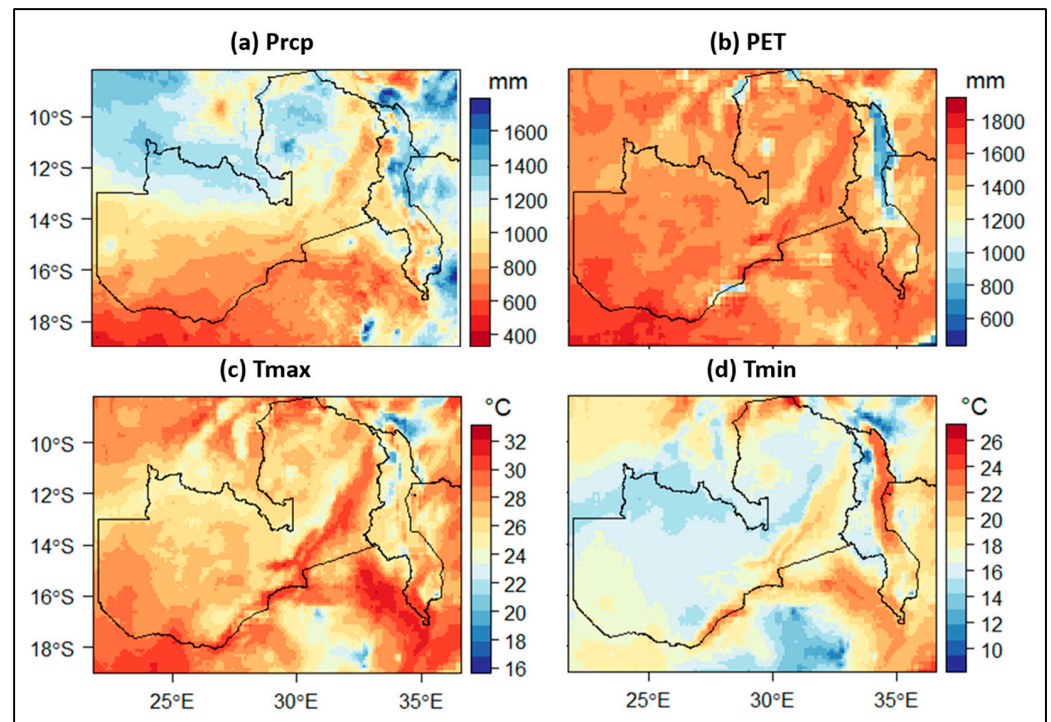 (a) Prcp
(b) PET
mm
10°S
12°S
14°S
16°S
18°S
1600
1400
1200
1000
800
600
400
mm
1800
1600
1400
1200
1000
800
600
(c) Tmax
(d) Tmin
°C
10°S
12°S
14°S
16°S
18°S
32
30
28
26
24
22
20
18
16
°C
26
24
22
20
18
16
14
12
10
25°E
30°E
35°E
25°E
30°E
35°E